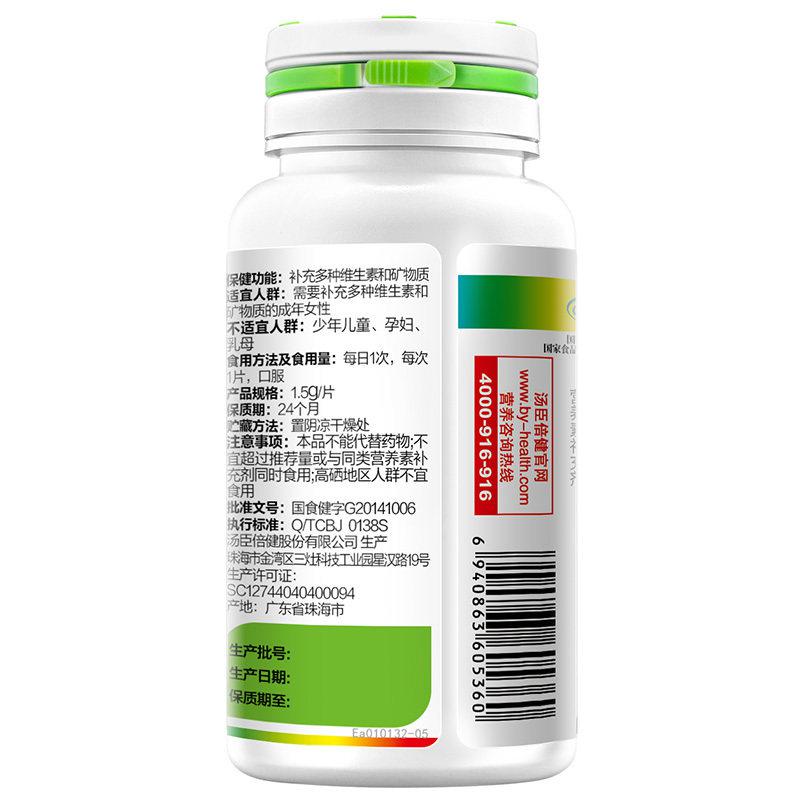 保健功能：补充多种维生素和矿物质
适宜人群：需要补充多种维生素和
矿物质的成年女性
不适宜人群：少年儿童、孕妇、
乳母
食用方法及食用量：每日1次，每次
1片，口服
产品规格：1.5g/片
保质期：24个月
贮藏方法：置阴凉干燥处
注意事项：本品不能代替药物;不
宜超过推荐量或与同类营养素补
充剂同时食用;高硒地区人群不宜
食用
批准文号：国食健字G20141006
执行标准：Q/TCBJ 0138S
汤臣倍健股份有限公司 生产
珠海市金湾区三灶科技工业园星汉路19号
生产许可证：
SC12744040400094
产地：广东省珠海市
生产批号：
生产日期：
保质期至：
Ea010132-05
国家食品
汤臣倍健官网
www.by-health.com
营养咨询热线
4000-916-916
6 940863 605360